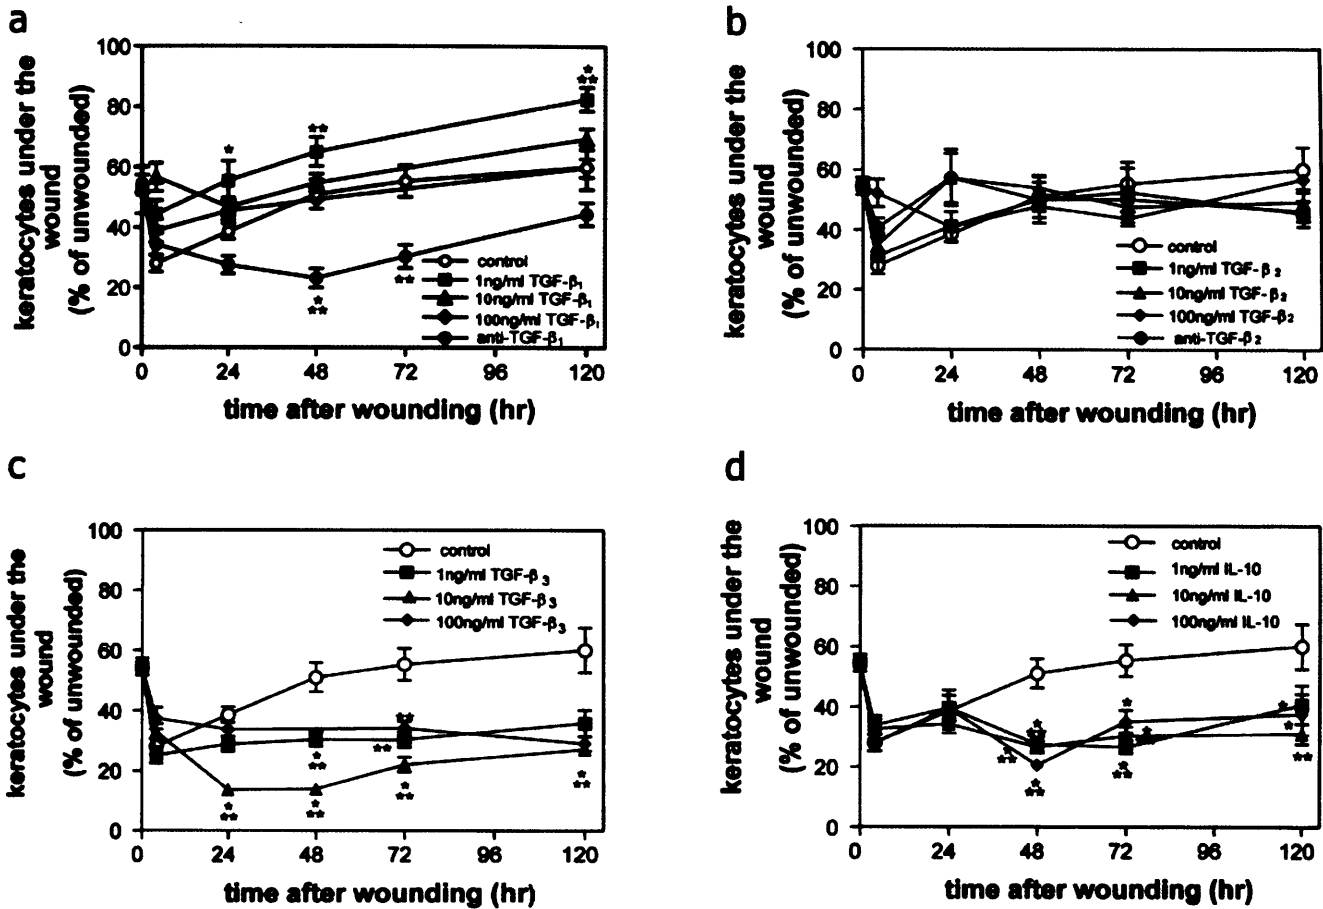 a
keratocytes under the
wound
(% of unwounded)
100
80
60
40
20
0
*
**
*
**
*
**
**
control
1ng/ml TGF-β1
10ng/ml TGF-β1
100ng/ml TGF-β1
anti-TGF-β1
0 24 48 72 96 120
time after wounding (hr)
b
keratocytes under the
wound
(% of unwounded)
100
80
60
40
20
0
control
1ng/ml TGF-β2
10ng/ml TGF-β2
100ng/ml TGF-β2
anti-TGF-β2
0 24 48 72 96 120
time after wounding (hr)
c
keratocytes under the
wound
(% of unwounded)
100
80
60
40
20
0
control
1ng/ml TGF-β3
10ng/ml TGF-β3
100ng/ml TGF-β3
**
**
*
**
*
**
*
**
*
**
*
**
0 24 48 72 96 120
time after wounding (hr)
d
keratocytes under the
wound
(% of unwounded)
100
80
60
40
20
0
control
1ng/ml IL-10
10ng/ml IL-10
100ng/ml IL-10
*
*
*
**
*
**
*
**
*
**
*
**
**
0 24 48 72 96 120
time after wounding (hr)